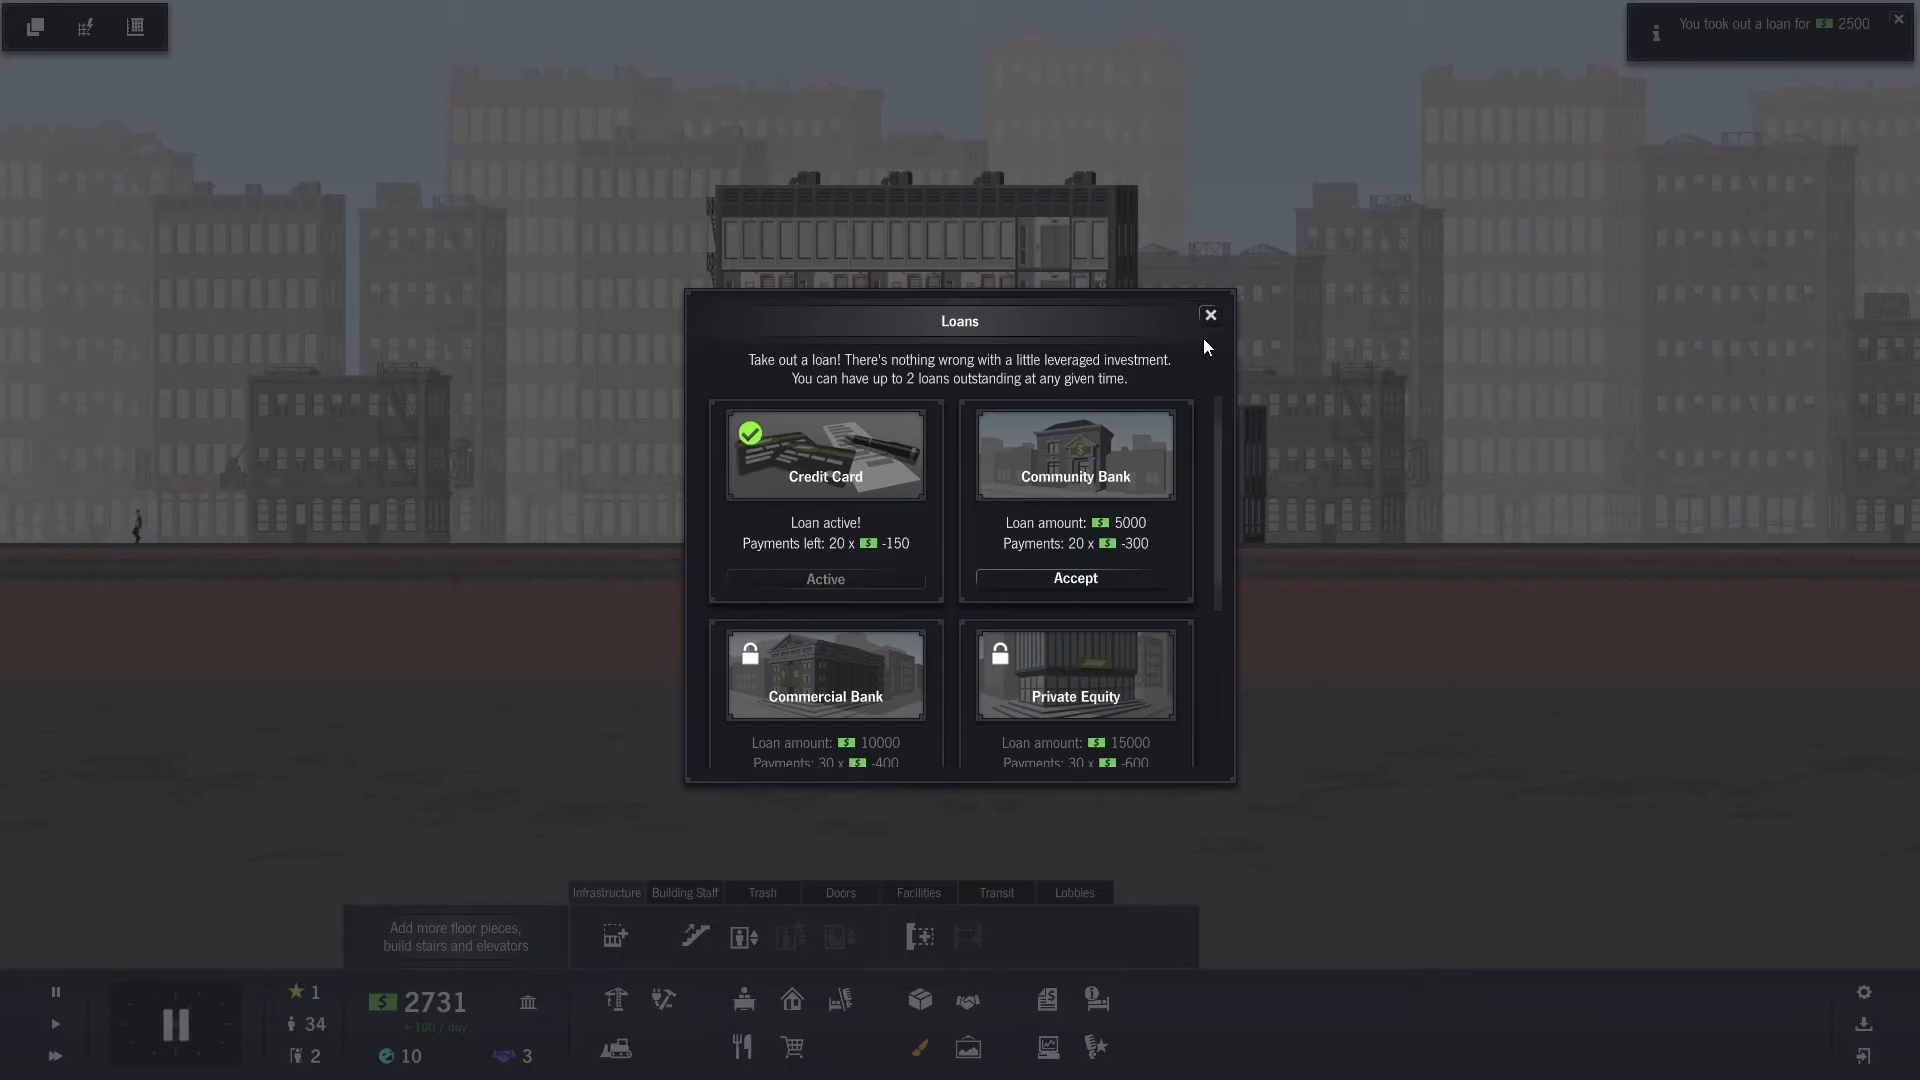 You took out a loan for 2500
Loans
Take out a loan! There's nothing wrong with a little leveraged investment.
You can have up to 2 loans outstanding at any given time.
Credit Card
Loan active!
Payments left: 20 x $ -150
Active
Community Bank
Loan amount: $ 5000
Payments: 20 x $ -300
Accept
Commercial Bank
Loan amount: $ 10000
Payments: 30 x $ -400
Private Equity
Loan amount: $ 15000
Payments: 30 x $ -600
Infrastructure
Building Staff
Trash
Doors
Facilities
Transit
Lobbies
Add more floor pieces,
build stairs and elevators
1
34
2
$ 2731
+ 100 / day
10
3